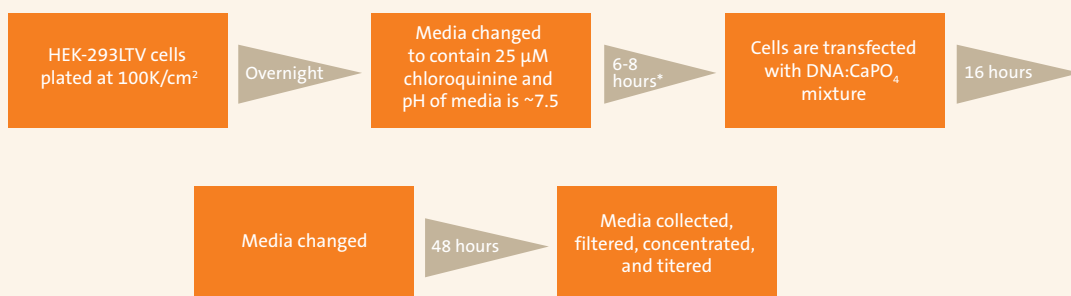 HEK-293LTV cells
plated at 100K/cm²
Overnight
Media changed
to contain 25 μM
chloroquinine and
pH of media is ~7.5
6-8
hours*
Cells are transfected
with DNA:CaPO₄
mixture
16 hours
Media changed
48 hours
Media collected,
filtered, concentrated,
and titered